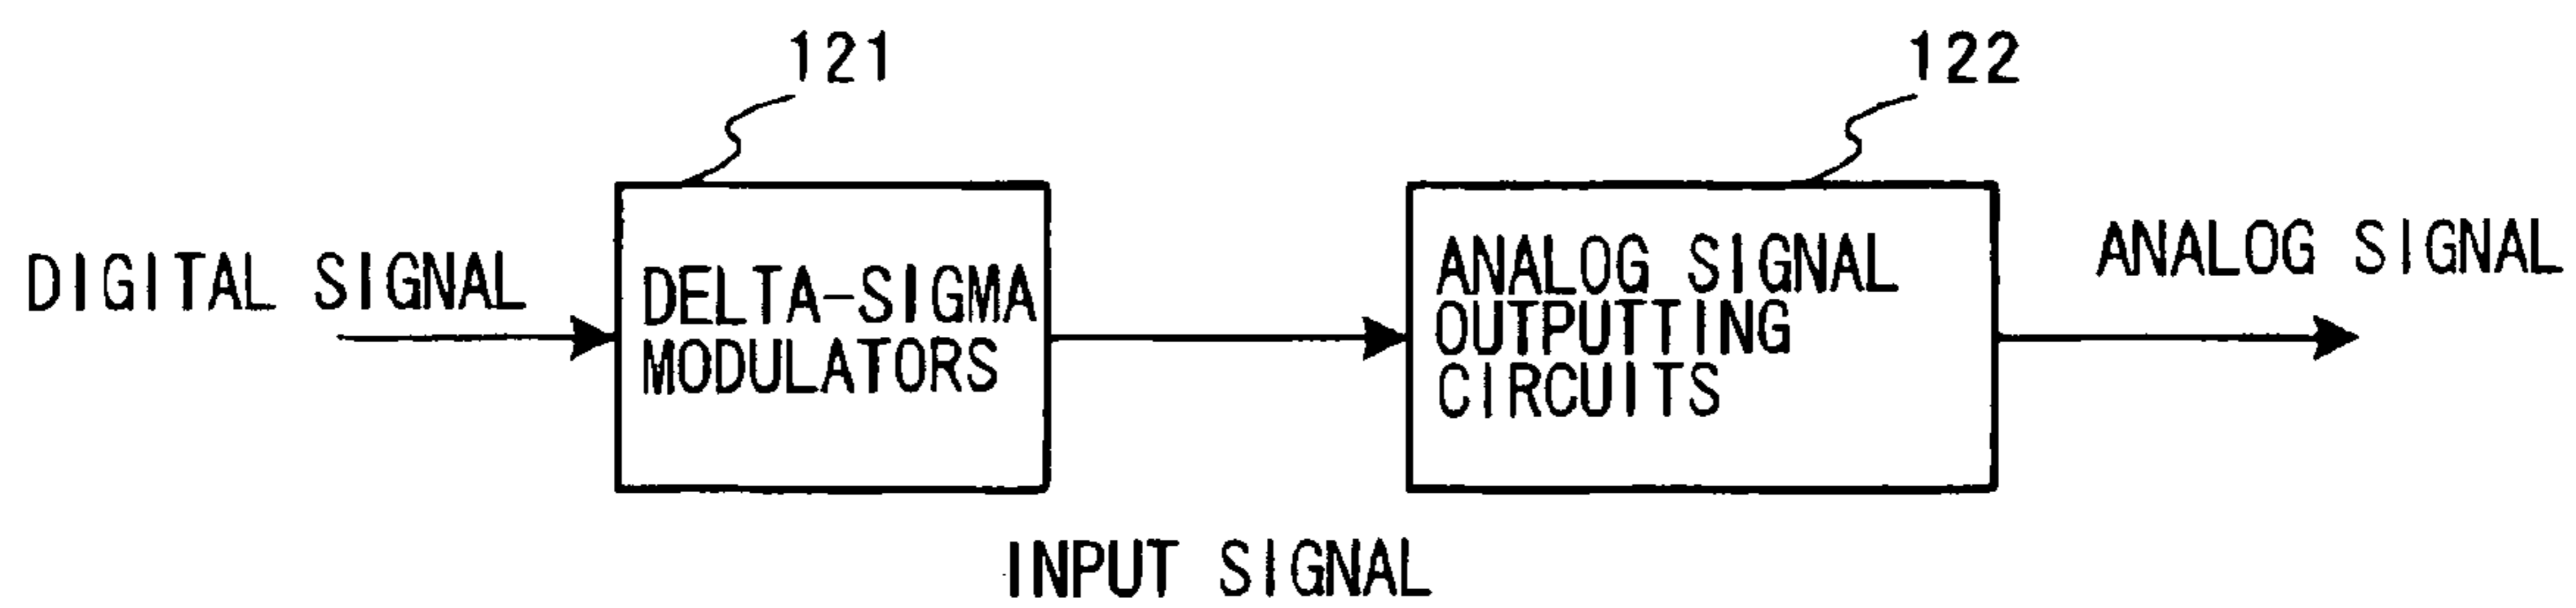 121
122
DIGITAL SIGNAL
DELTA-SIGMA
MODULATORS
ANALOG SIGNAL
OUTPUTTING
CIRCUITS
ANALOG SIGNAL
INPUT SIGNAL